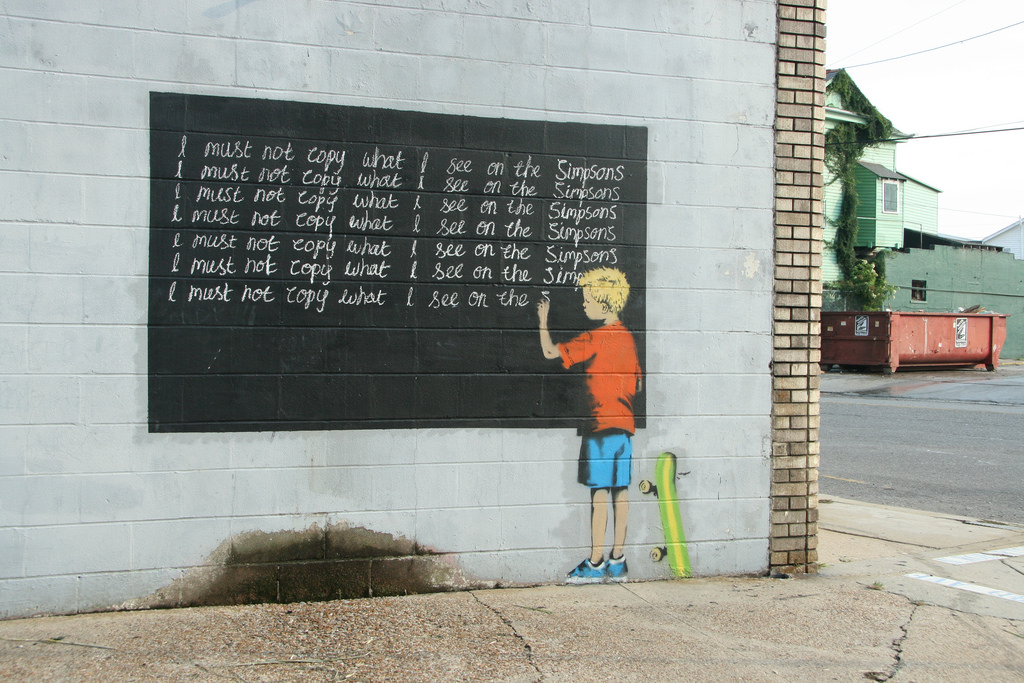 I must not copy what I see on the Simpsons
I must not copy what I see on the Simpsons
I must not copy what I see on the Simpsons
I must not copy what I see on the Simpsons
I must not copy what I see on the Simpsons
I must not copy what I see on the Simp
I must not copy what I see on the S